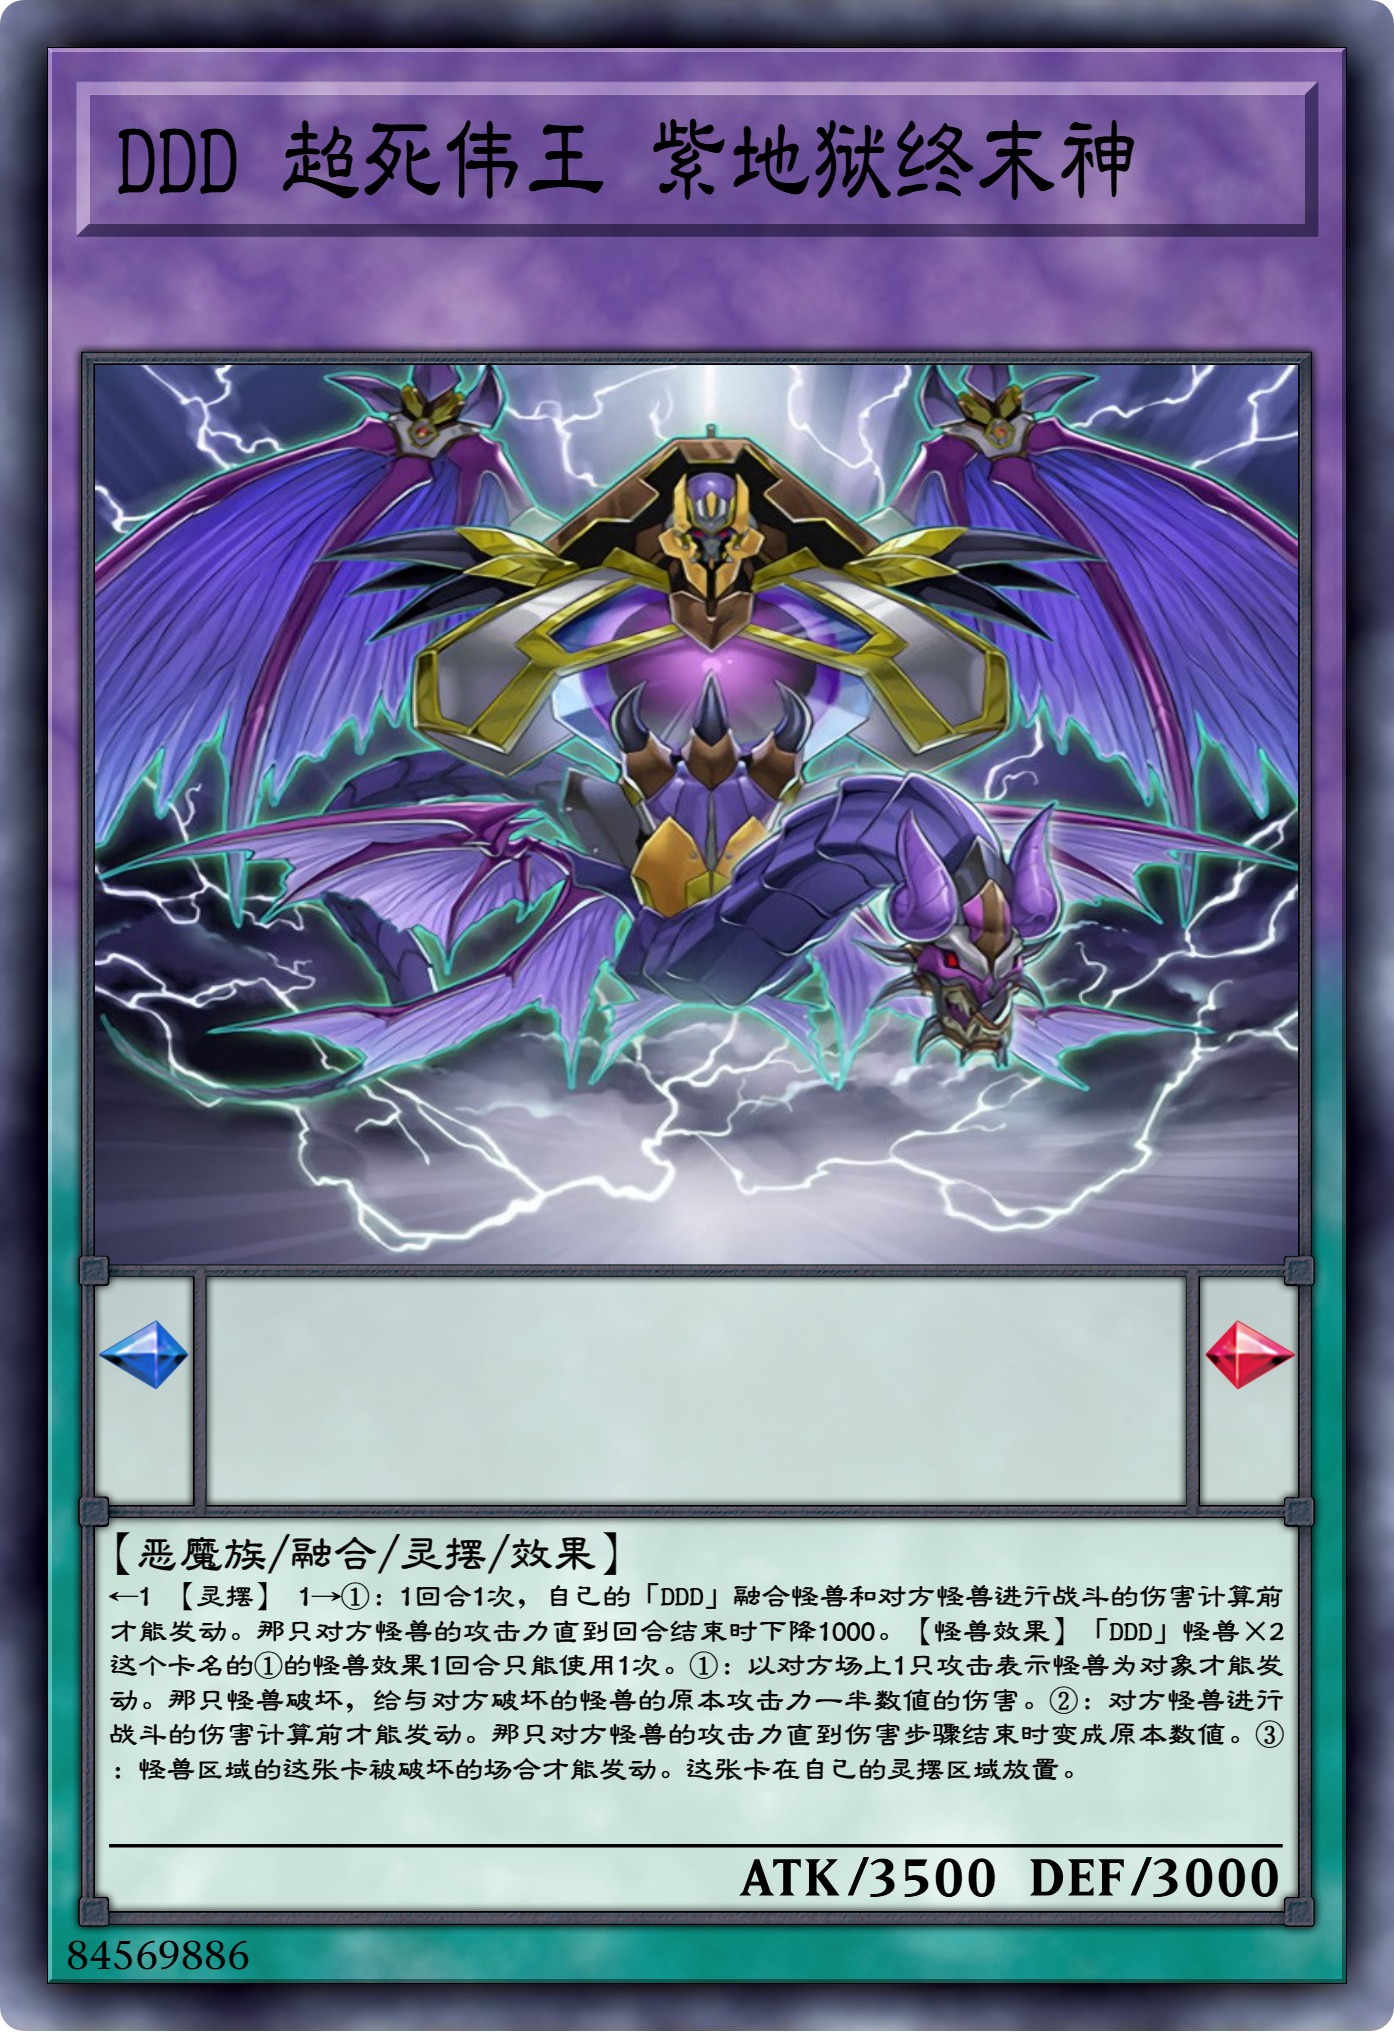 DDD 超死伟王 紫地狱终末神
【恶魔族/融合/灵摆/效果】
←1 【灵摆】 1→①：1回合1次，自己的「DDD」融合怪兽和对方怪兽进行战斗的伤害计算前
才能发动。那只对方怪兽的攻击力直到回合结束时下降1000。【怪兽效果】「DDD」怪兽×2
这个卡名的①的怪兽效果1回合只能使用1次。①：以对方场上1只攻击表示怪兽为对象才能发
动。那只怪兽破坏，给与对方破坏的怪兽的原本攻击力一半数值的伤害。②：对方怪兽进行
战斗的伤害计算前才能发动。那只对方怪兽的攻击力直到伤害步骤结束时变成原本数值。③
：怪兽区域的这张卡被破坏的场合才能发动。这张卡在自己的灵摆区域放置。
ATK/3500 DEF/3000
84569886